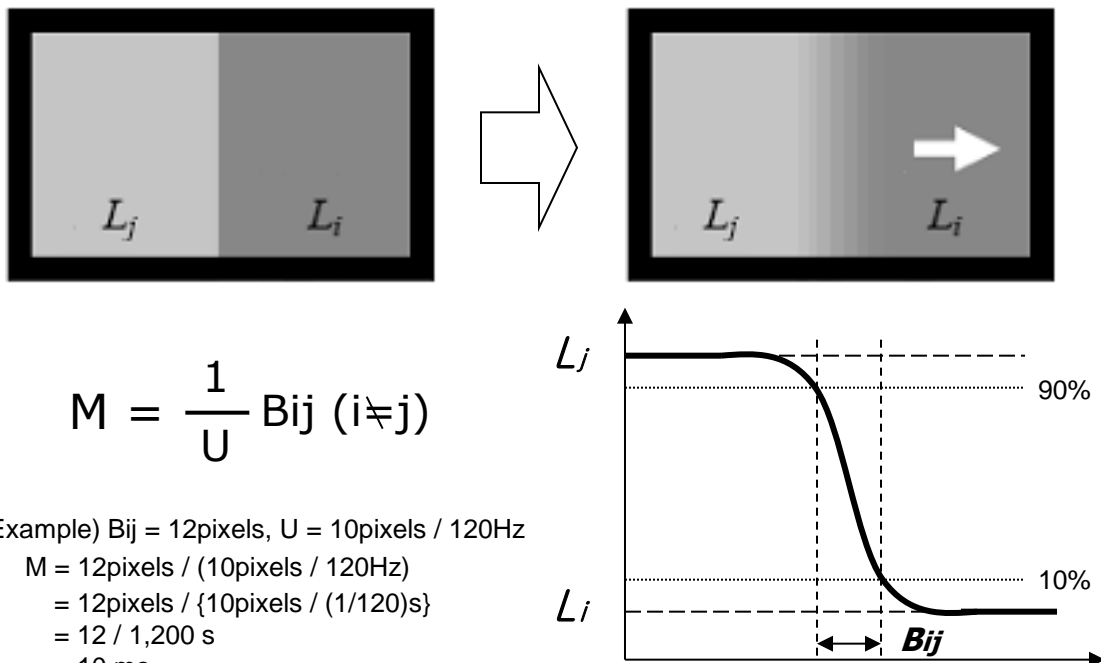 Lj Li
Lj Li
M = 1/U Bij (i≒j)
Example) Bij = 12pixels, U = 10pixels / 120Hz
M = 12pixels / (10pixels / 120Hz)
= 12pixels / {10pixels / (1/120)s}
= 12 / 1,200 s
Lj
90%
10%
Li
Bij